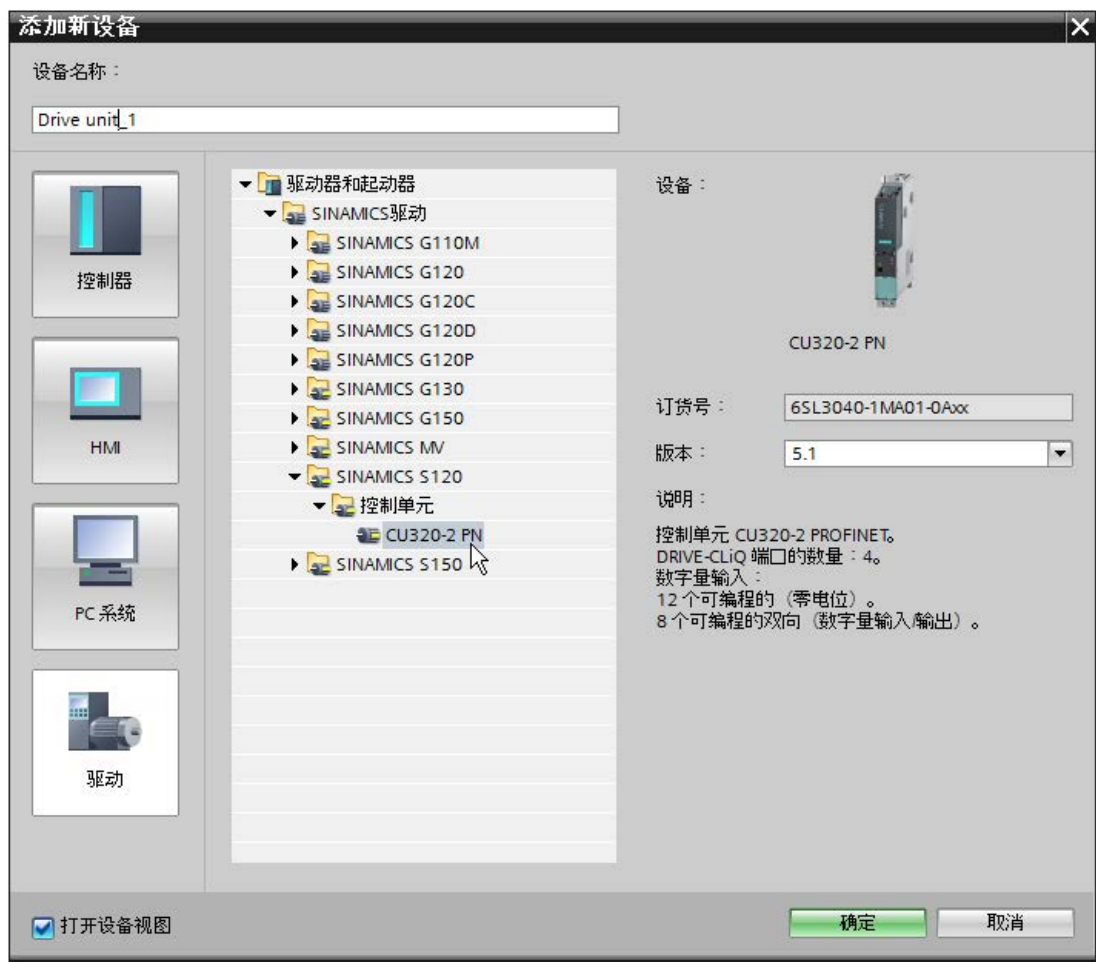 添加新设备
设备名称：
Drive unit_1
控制器
HMI
PC 系统
驱动
驱动器和起动器
SINAMICS驱动
SINAMICS G110M
SINAMICS G120
SINAMICS G120C
SINAMICS G120D
SINAMICS G120P
SINAMICS G130
SINAMICS G150
SINAMICS MV
SINAMICS S120
控制单元
CU320-2 PN
SINAMICS S150
设备：
CU320-2 PN
订货号：
6SL3040-1MA01-0Axx
版本：
5.1
说明：
控制单元 CU320-2 PROFINET。
DRIVE-CLiQ 端口的数量：4。
数字量输入：
12 个可编程的（零电位）。
8 个可编程的双向（数字量输入/输出）。
打开设备视图
确定
取消